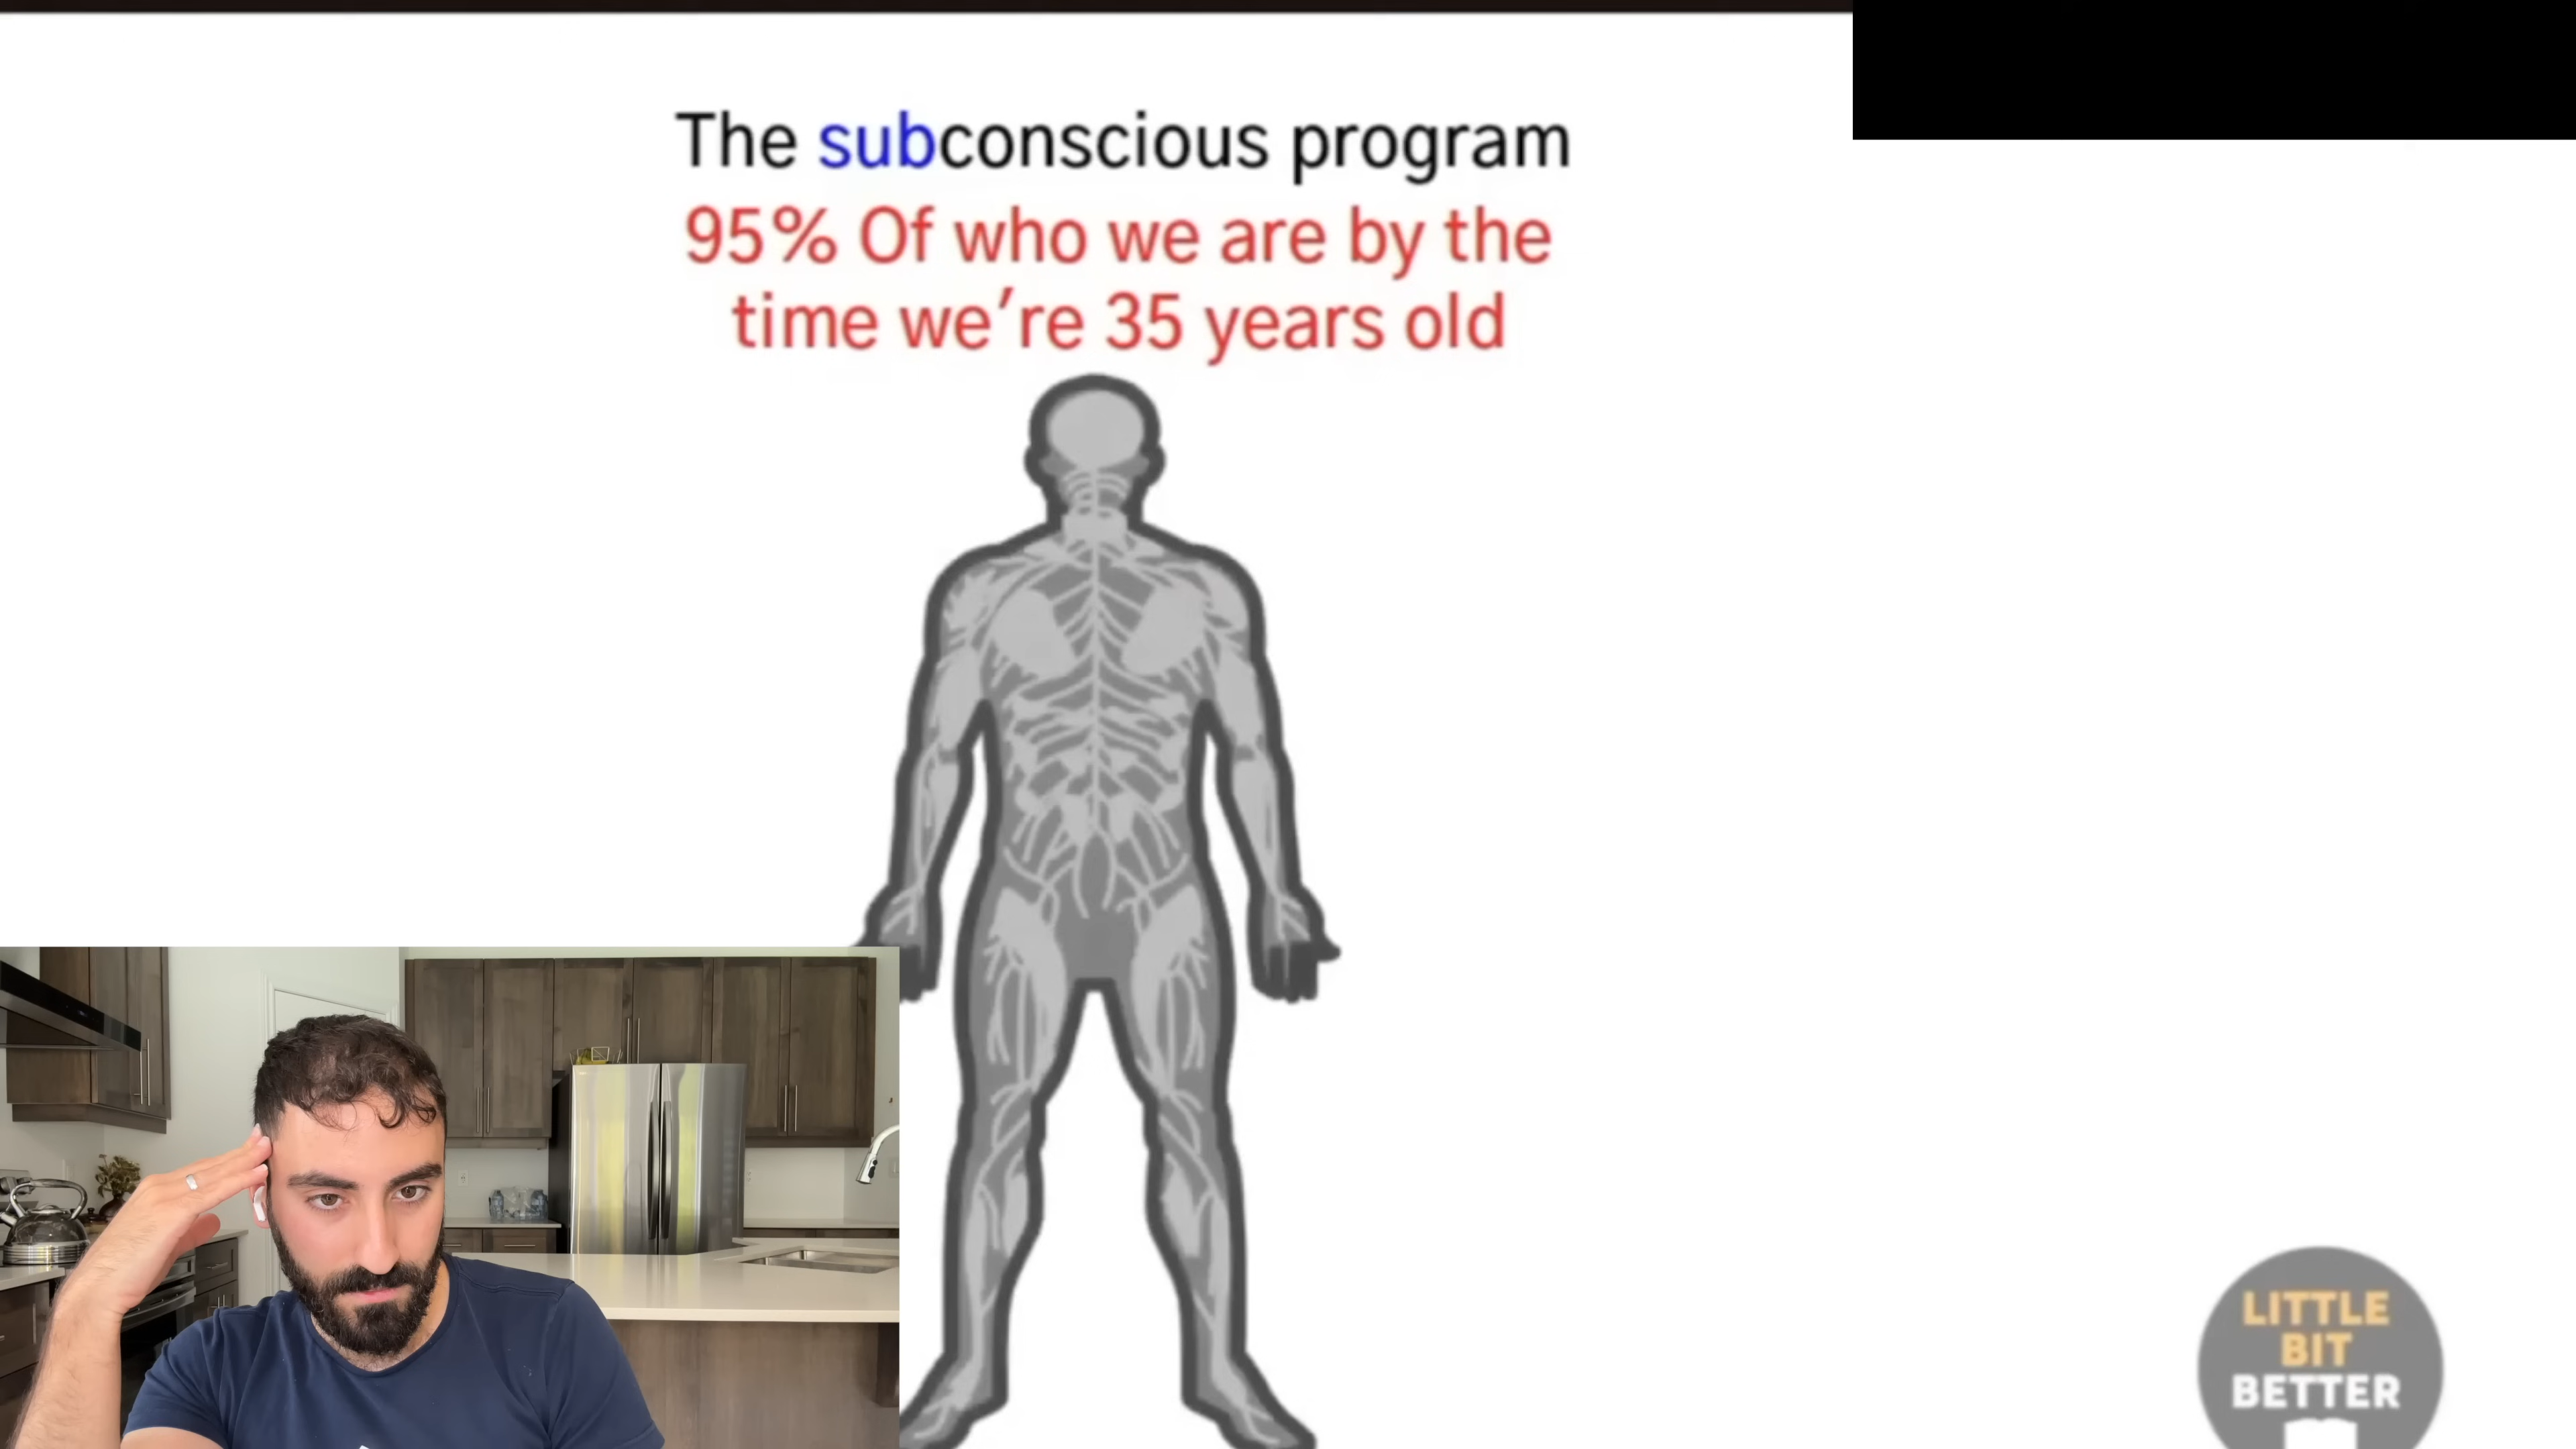 The subconscious program
95% Of who we are by the
time we're 35 years old
LITTLE
BIT
BETTER